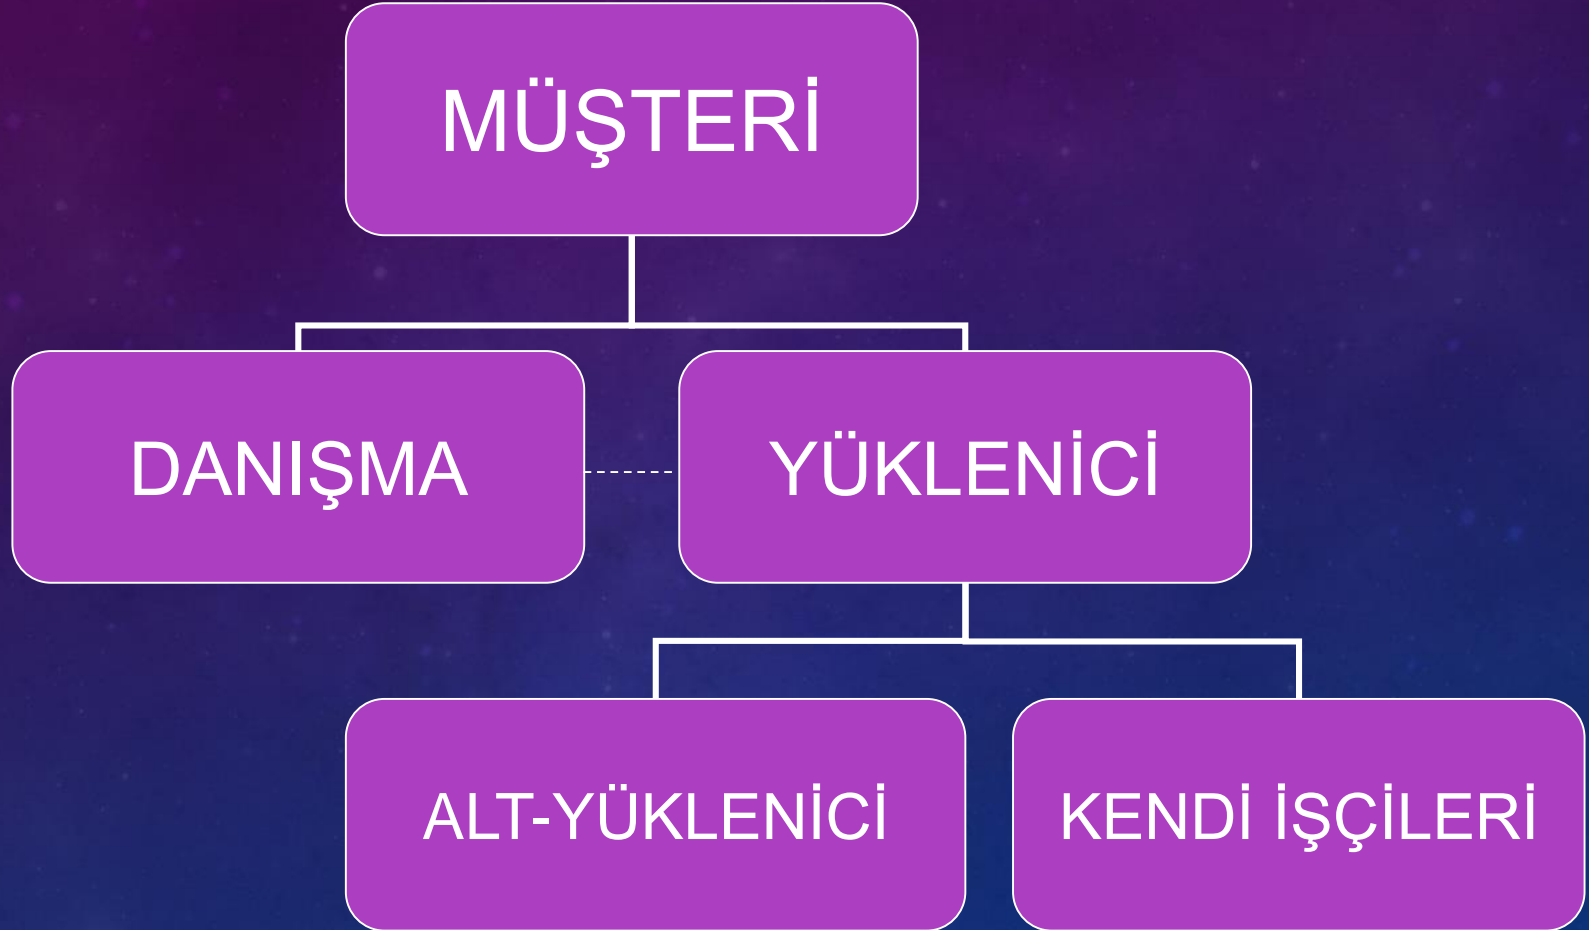 MÜŞTERİ
DANIŞMA
YÜKLENİCİ
ALT-YÜKLENİCİ
KENDİ İŞÇİLERİ